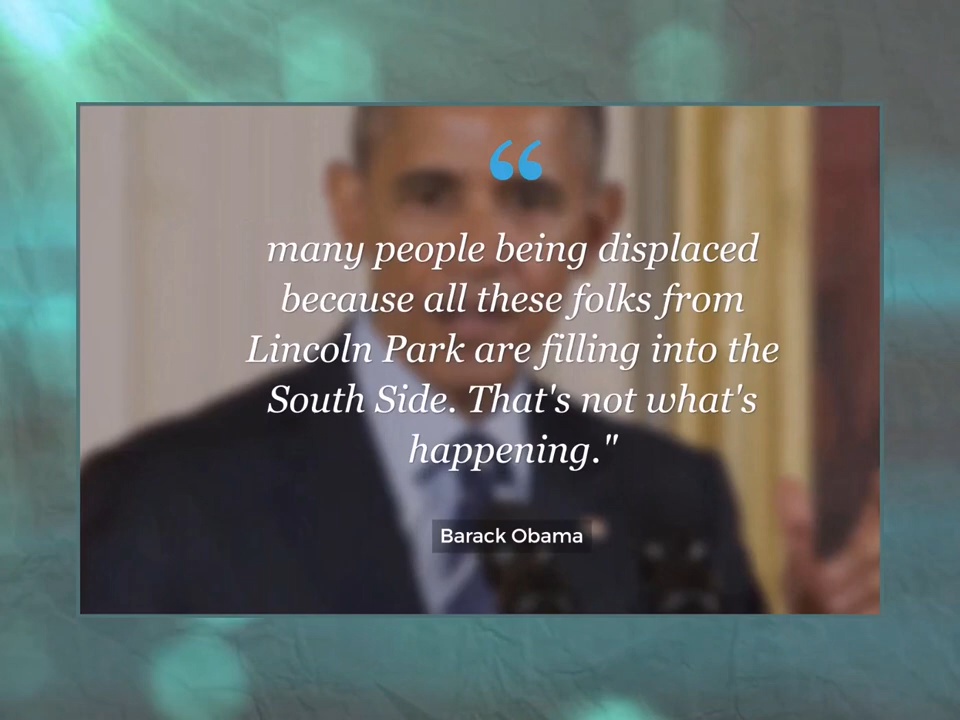 “
many people being displaced
because all these folks from
Lincoln Park are filling into the
South Side. That's not what's
happening."
Barack Obama